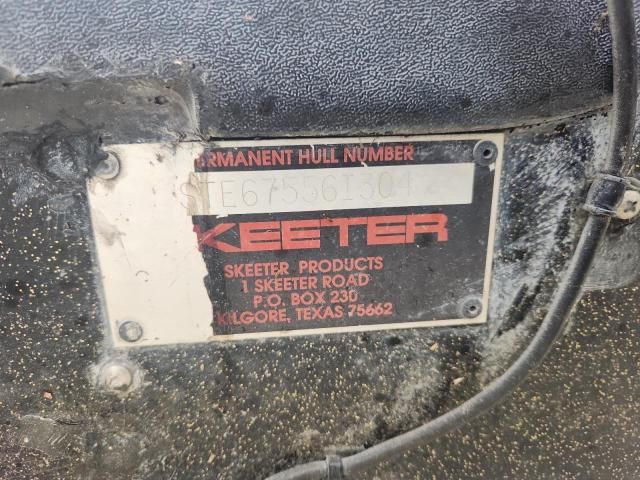 ERMANENT HULL NUMBER
STE67556I304
KEETER
SKEETER PRODUCTS
1 SKEETER ROAD
P.O. BOX 230
KILGORE, TEXAS 75662